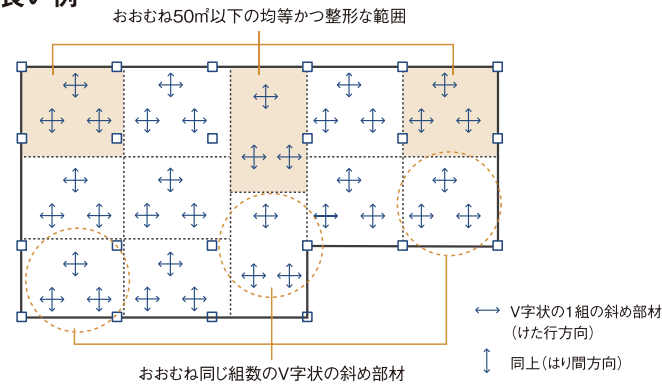 良い例
おおむね50㎡以下の均等かつ整形な範囲
V字状の1組の斜め部材
(けた行方向)
同上(はり間方向)
おおむね同じ組数のV字状の斜め部材